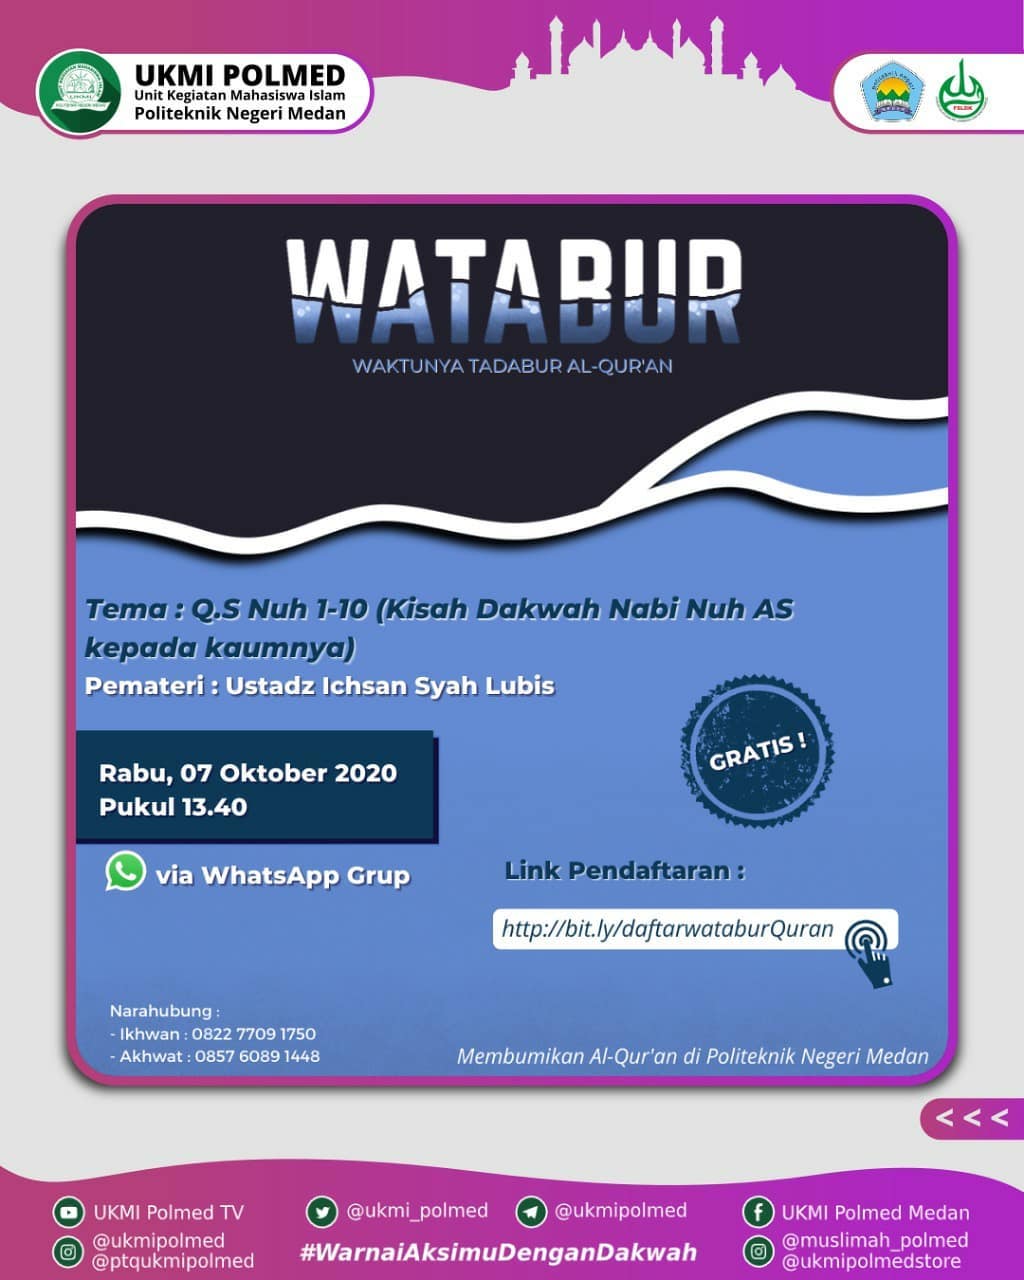 UKMI POLMED
Unit Kegiatan Mahasiswa Islam
Politeknik Negeri Medan
FSLDK
WATABUR
WAKTUNYA TADABUR AL-QUR'AN
Tema : Q.S Nuh 1-10 (Kisah Dakwah Nabi Nuh AS
kepada kaumnya)
Pemateri : Ustadz Ichsan Syah Lubis
GRATIS !
Rabu, 07 Oktober 2020
Pukul 13.40
via WhatsApp Grup
Link Pendaftaran :
http://bit.ly/daftarwataburQuran
Narahubung :
- Ikhwan : 0822 7709 1750
- Akhwat : 0857 6089 1448
Membumikan Al-Qur'an di Politeknik Negeri Medan
< < <
UKMI Polmed TV
@ukmi_polmed
@ukmipolmed
UKMI Polmed Medan
@ukmipolmed
@ptqukmipolmed
#WarnaiAksimuDenganDakwah
@muslimah_polmed
@ukmipolmedstore